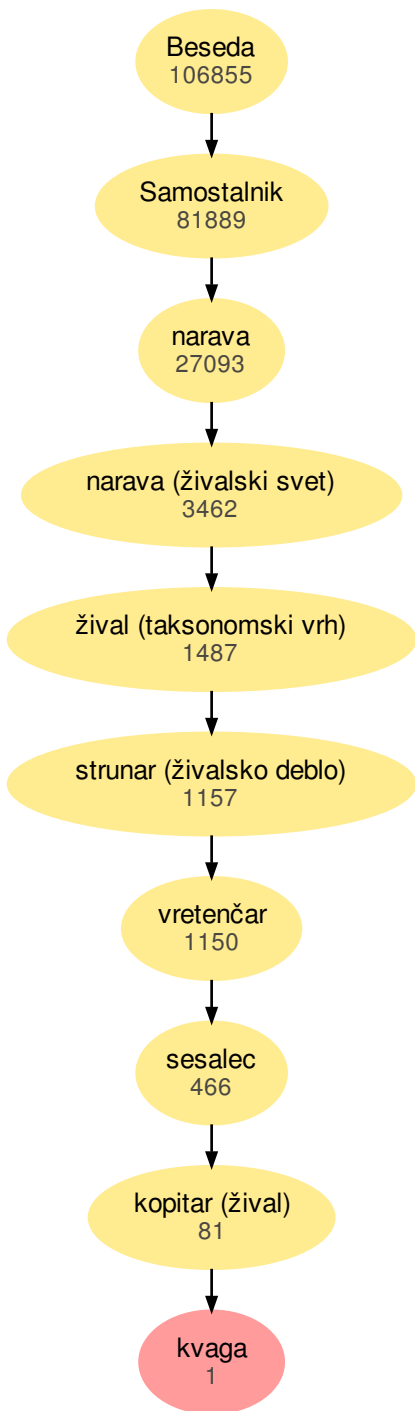 Beseda
106855
Samostalnik
81889
narava
27093
narava (živalski svet)
3462
žival (taksonomski vrh)
1487
strunar (živalsko deblo)
1157
vretenčar
1150
sesalec
466
kopitar (žival)
81
kvaga
1